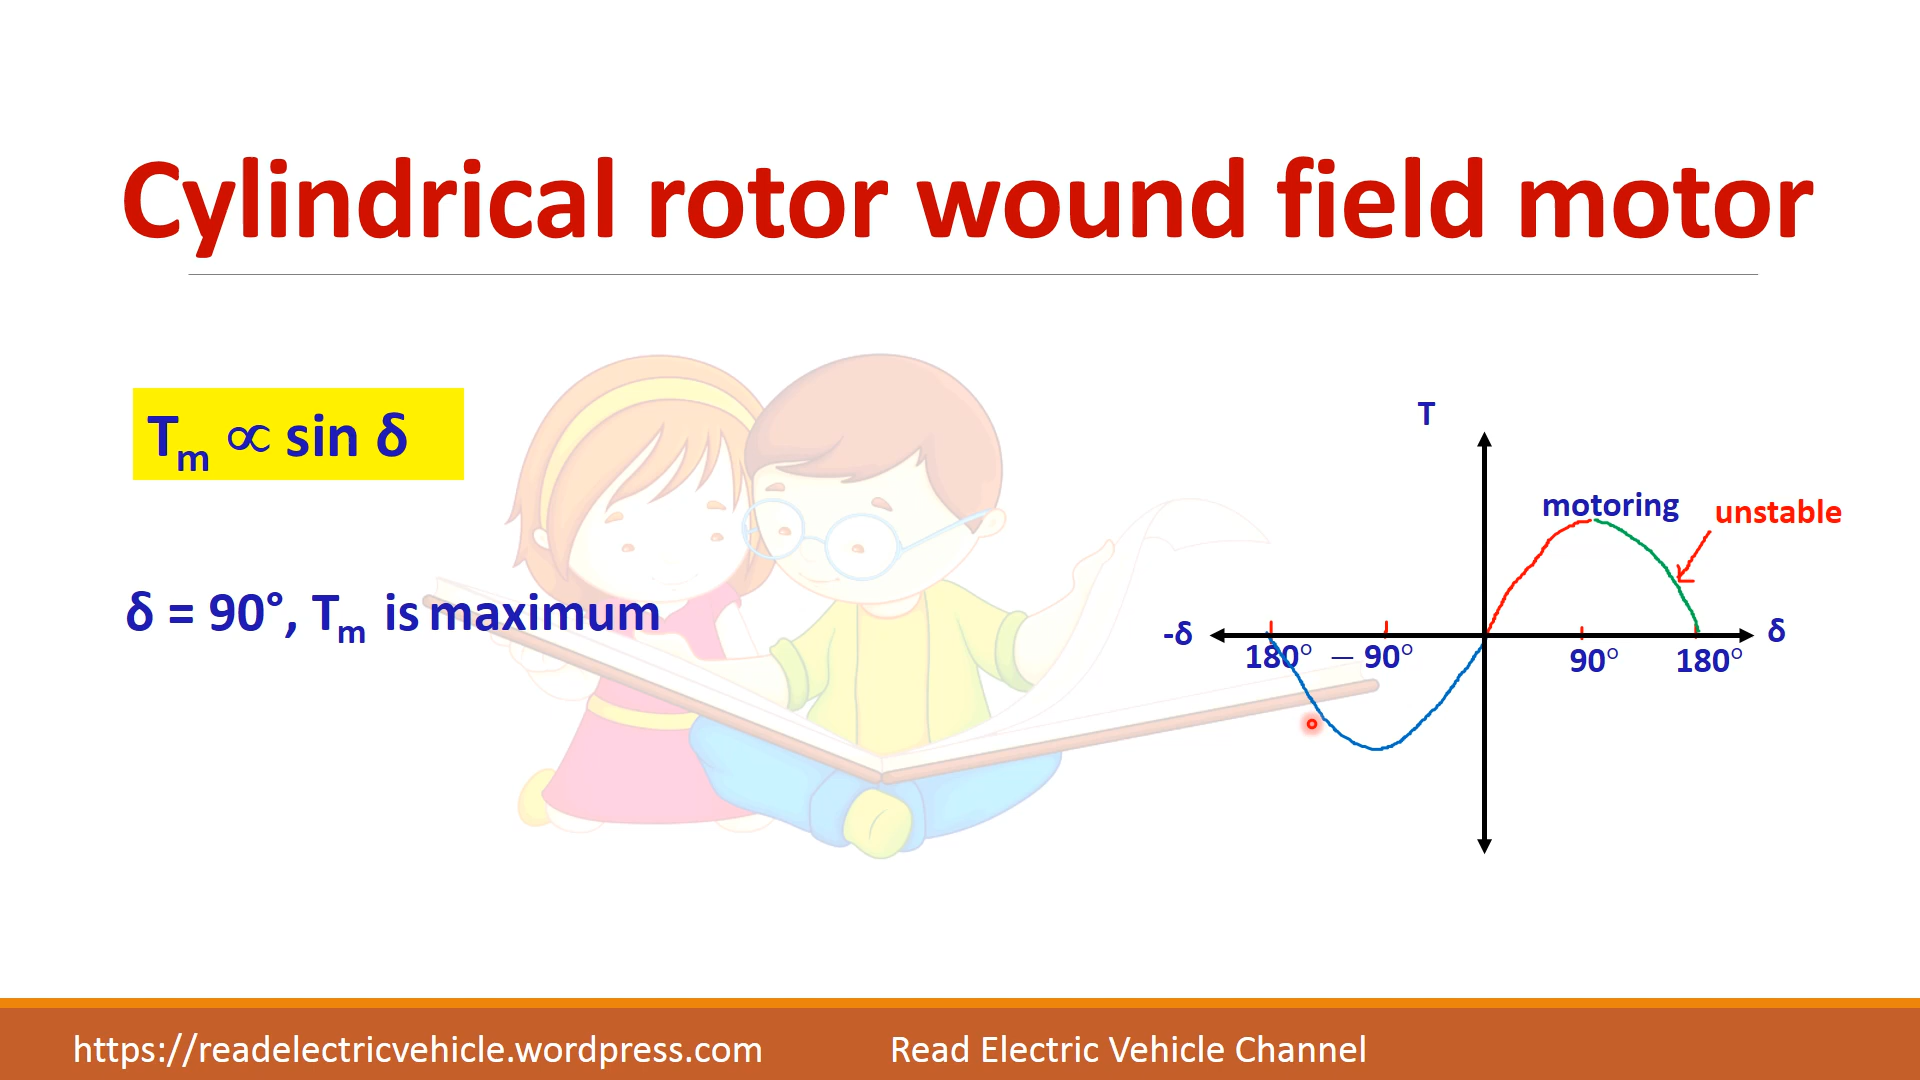 Cylindrical rotor wound field motor
Tm ∝ sin δ
δ = 90°, Tm is maximum
T
motoring
unstable
-δ
δ
180° − 90°
90°
180°
https://readelectricvehicle.wordpress.com
Read Electric Vehicle Channel